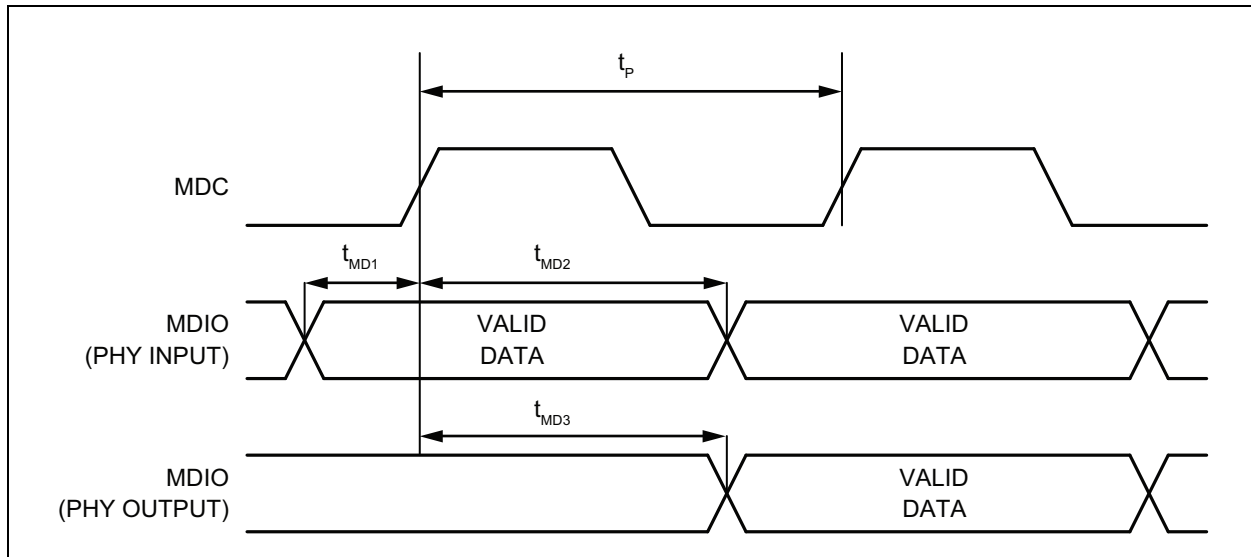 tP
MDC
tMD1
tMD2
MDIO
(PHY INPUT)
VALID
DATA
VALID
DATA
tMD3
MDIO
(PHY OUTPUT)
VALID
DATA